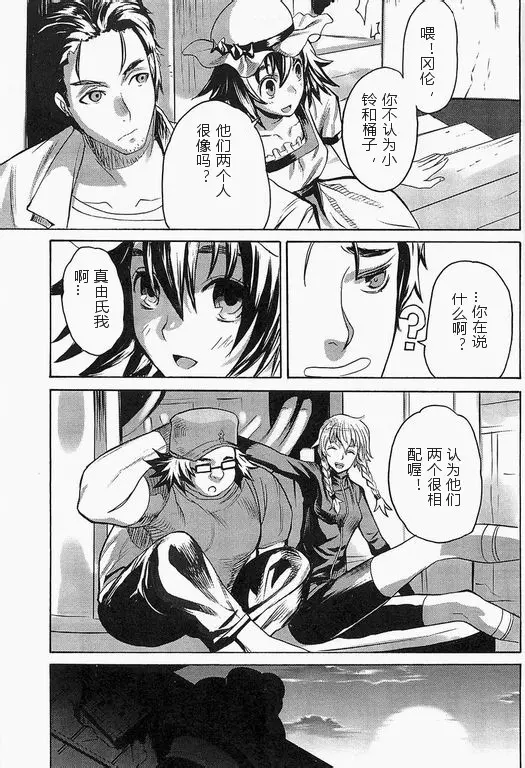 喂！冈伦，
你不认为小
铃和桶子，
他们两个人
很像吗？
…你在说
什么啊？
?
真由氏我
啊…
认为他们
两个很相
配喔！